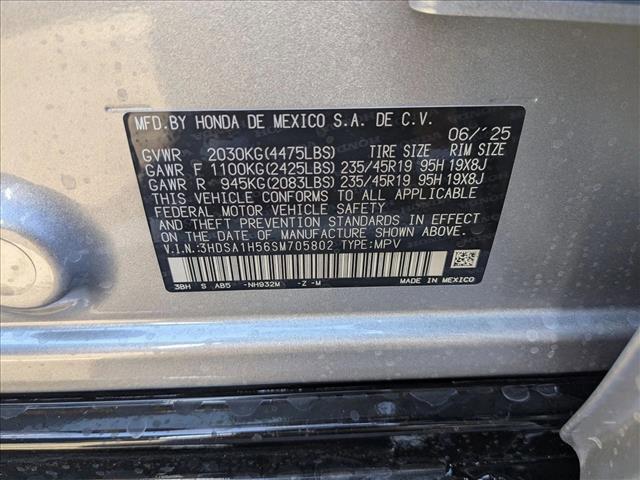 MFD.BY HONDA DE MEXICO S.A. DE C.V. 06/´25
GVWR 2030KG(4475LBS) TIRE SIZE RIM SIZE
GAWR F 1100KG(2425LBS) 235/45R19 95H 19X8J
GAWR R 945KG(2083LBS) 235/45R19 95H 19X8J
THIS VEHICLE CONFORMS TO ALL APPLICABLE
FEDERAL MOTOR VEHICLE SAFETY
AND THEFT PREVENTION STANDARDS IN EFFECT
ON THE DATE OF MANUFACTURE SHOWN ABOVE.
V.I.N.:3HDSA1H56SM705802 TYPE:MPV
3BH S AB5 -NH932M -Z -M MADE IN MEXICO